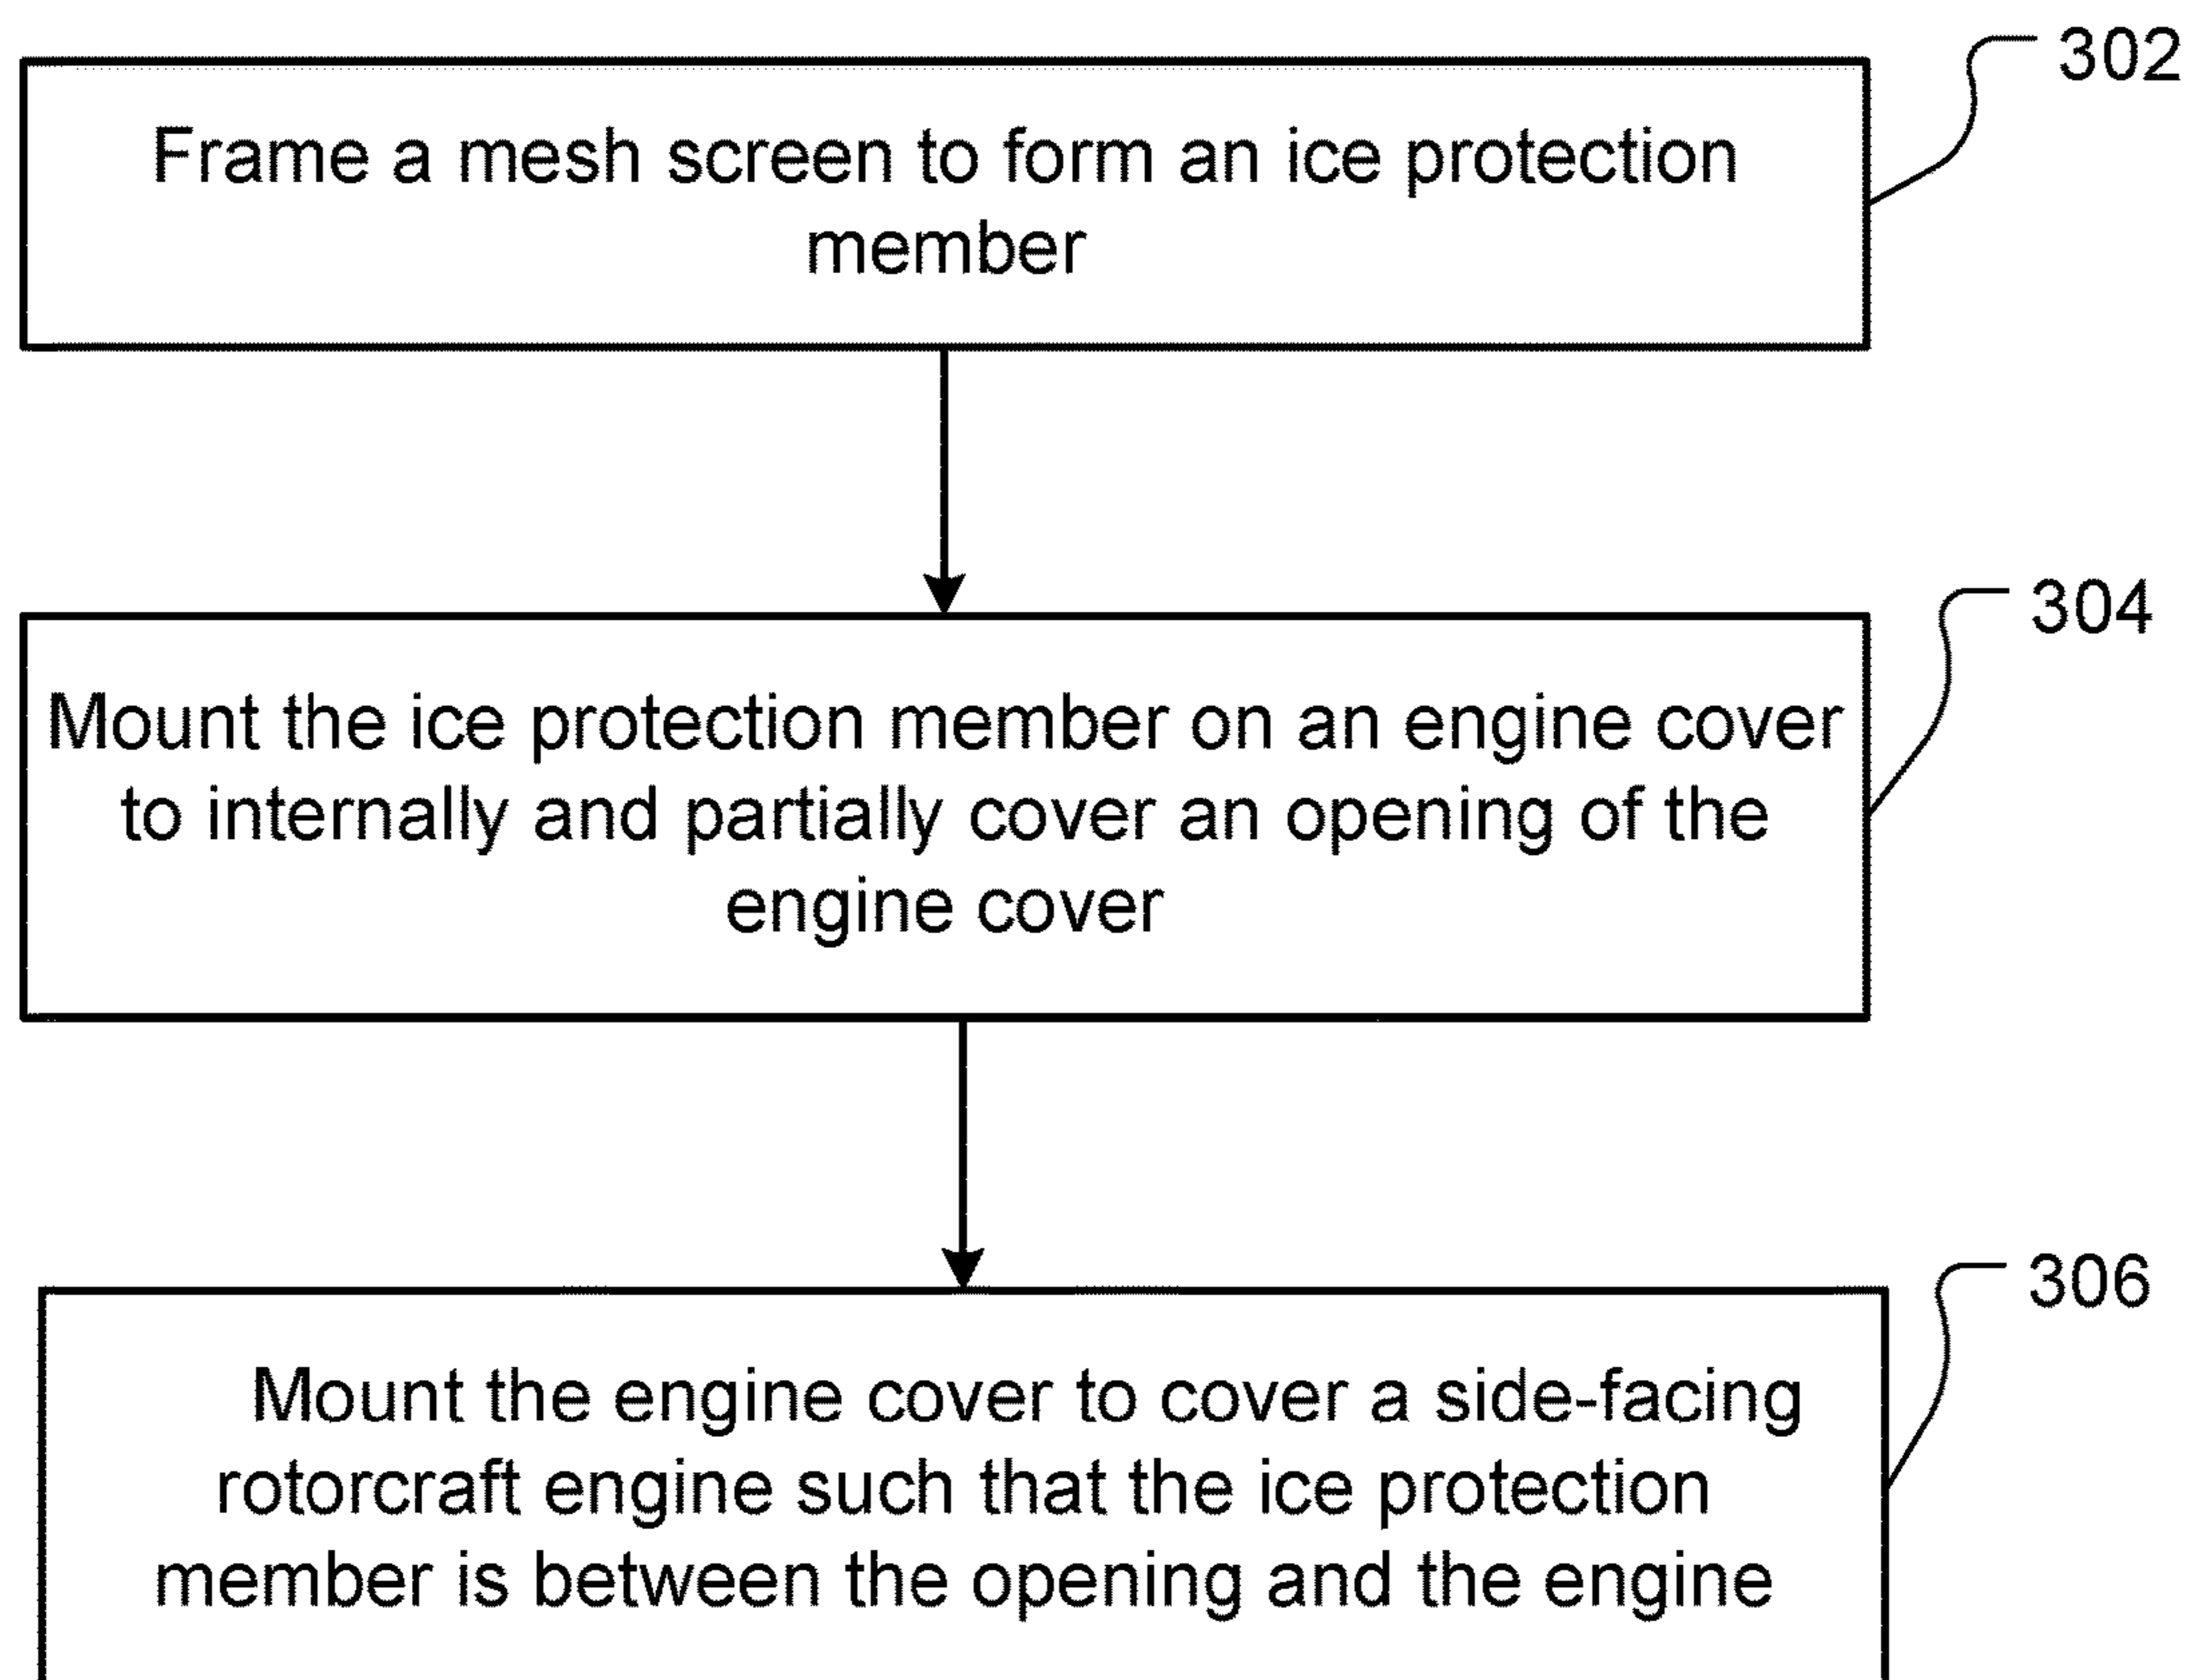 302
Frame a mesh screen to form an ice protection
member
304
Mount the ice protection member on an engine cover
to internally and partially cover an opening of the
engine cover
306
Mount the engine cover to cover a side-facing
rotorcraft engine such that the ice protection
member is between the opening and the engine